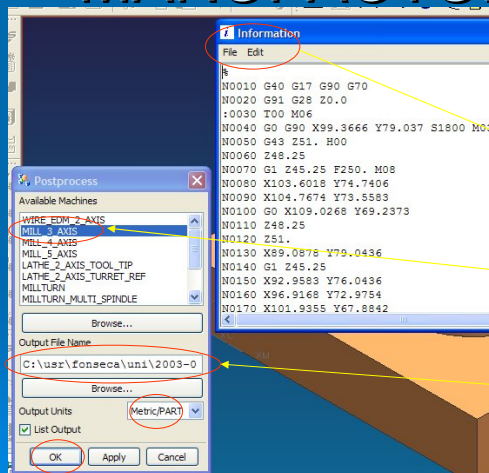 Information
File Edit
%
N0010 G40 G17 G90 G70
N0020 G91 G28 Z0.0
:0030 T00 M06
N0040 G0 G90 X99.3666 Y79.037 S1800 M03
N0050 G43 Z51. H00
N0060 Z48.25
N0070 G1 Z45.25 F250. M08
N0080 X103.6018 Y74.7406
N0090 X104.7674 Y73.5583
N0100 G0 X109.0268 Y69.2373
N0110 Z48.25
N0120 Z51.
N0130 X89.0878 Y79.0436
N0140 G1 Z45.25
N0150 X92.9583 Y76.0436
N0160 X96.9168 Y72.9754
N0170 X101.9355 Y67.8842
Postprocess
Available Machines
WIRE_EDM_2_AXIS
MILL_3_AXIS
MILL_4_AXIS
MILL_5_AXIS
LATHE_2_AXIS_TOOL_TIP
LATHE_2_AXIS_TURRET_REF
MILLTURN
MILLTURN_MULTI_SPINDLE
Browse...
Output File Name
C:\usr\fonseca\uni\2003-0
Browse...
Output Units Metric/PART
List Output
OK Apply Cancel
XM